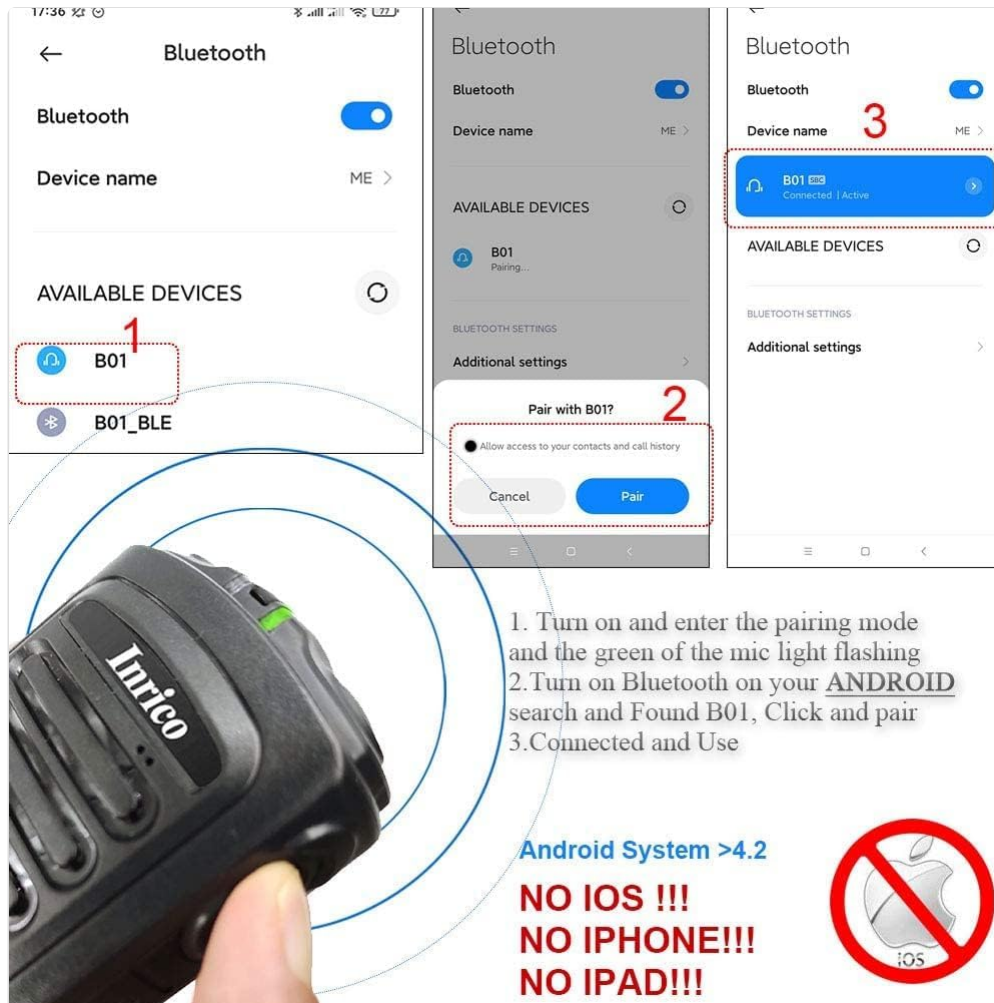 17:36
77
Bluetooth
Bluetooth
Device name ME
AVAILABLE DEVICES
1
B01
B01_BLE
Bluetooth
Bluetooth
Device name ME
AVAILABLE DEVICES
B01
Pairing...
BLUETOOTH SETTINGS
Additional settings
Pair with B01?
2
Allow access to your contacts and call history
Cancel Pair
Bluetooth
Bluetooth
3
Device name ME
B01 SBC
Connected | Active
AVAILABLE DEVICES
BLUETOOTH SETTINGS
Additional settings
Inrico
1. Turn on and enter the pairing mode
and the green of the mic light flashing
2.Turn on Bluetooth on your ANDROID
search and Found B01, Click and pair
3.Connected and Use
Android System >4.2
NO IOS !!!
NO IPHONE!!!
NO IPAD!!!
iOS